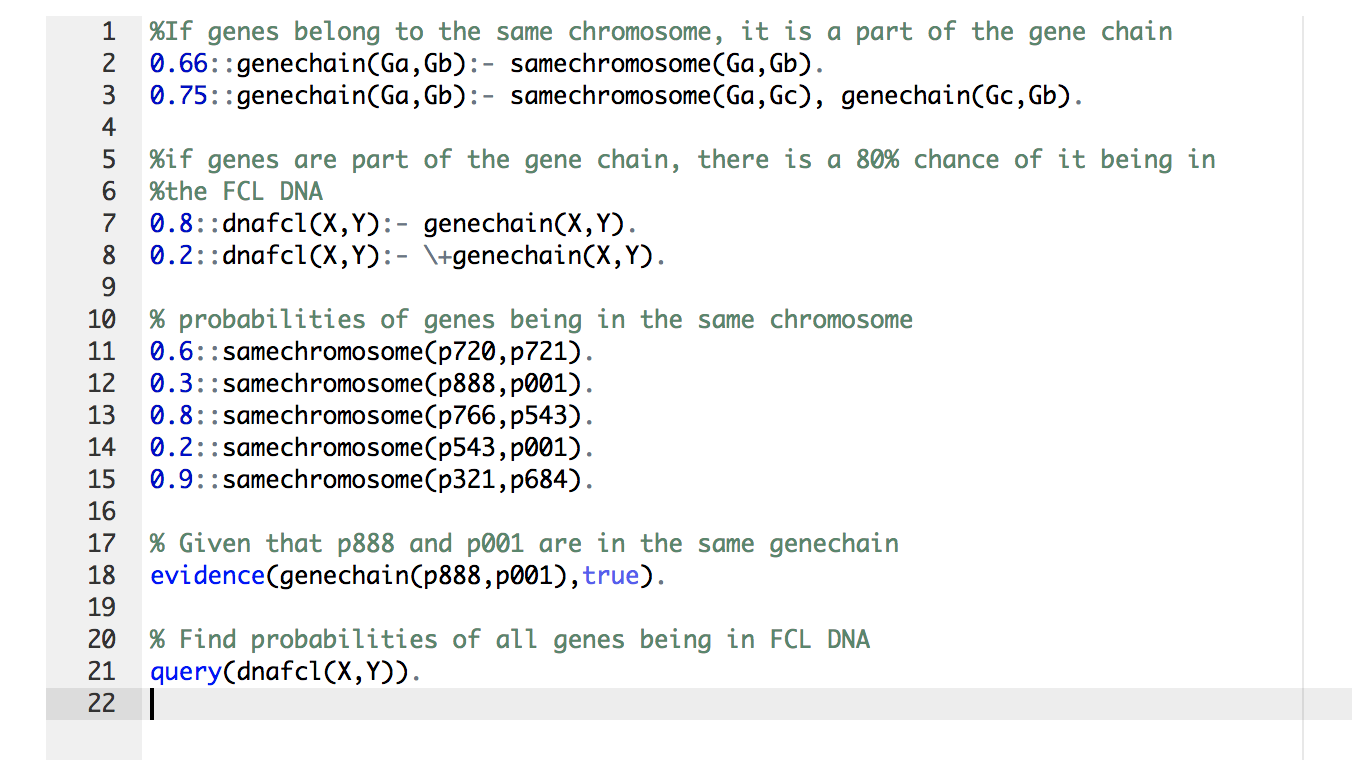 1 %If genes belong to the same chromosome, it is a part of the gene chain
2 0.66::genechain(Ga,Gb):- samechromosome(Ga,Gb).
3 0.75::genechain(Ga,Gb):- samechromosome(Ga,Gc), genechain(Gc,Gb).
4
5 %if genes are part of the gene chain, there is a 80% chance of it being in
6 %the FCL DNA
7 0.8::dnafcl(X,Y):- genechain(X,Y).
8 0.2::dnafcl(X,Y):- \+genechain(X,Y).
9
10 % probabilities of genes being in the same chromosome
11 0.6::samechromosome(p720,p721).
12 0.3::samechromosome(p888,p001).
13 0.8::samechromosome(p766,p543).
14 0.2::samechromosome(p543,p001).
15 0.9::samechromosome(p321,p684).
16
17 % Given that p888 and p001 are in the same genechain
18 evidence(genechain(p888,p001),true).
19
20 % Find probabilities of all genes being in FCL DNA
21 query(dnafcl(X,Y)).
22